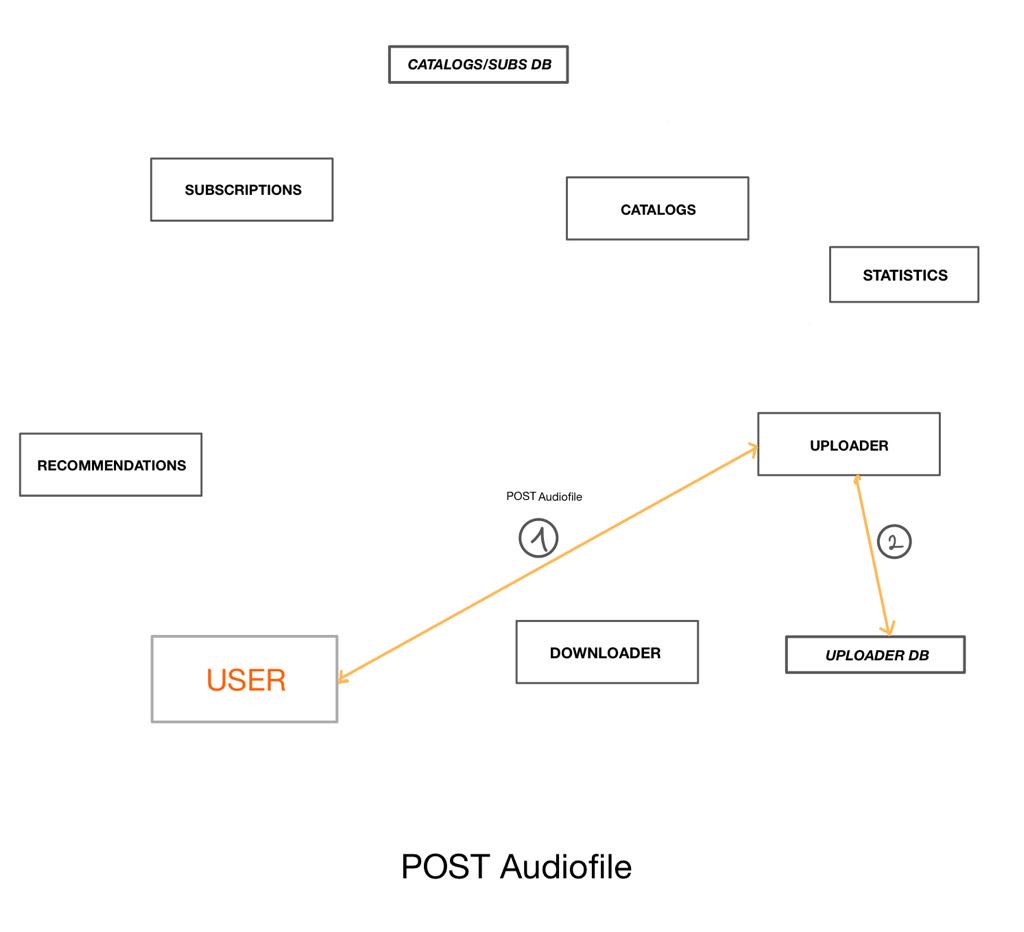 CATALOGS/SUBS DB
SUBSCRIPTIONS
CATALOGS
STATISTICS
UPLOADER
RECOMMENDATIONS
POST Audiofile
1
2
DOWNLOADER
UPLOADER DB
USER
POST Audiofile